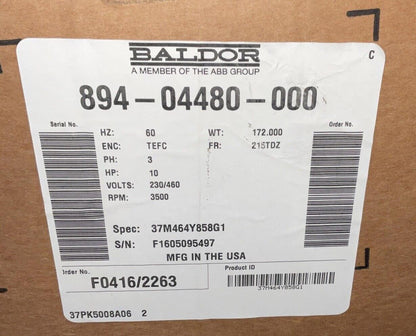 BALDOR
A MEMBER OF THE ABB GROUP
C
894-04480-000
Serial No.
Order No.
HZ: 60 WT: 172.000
ENC: TEFC FR: 215TDZ
PH: 3
HP: 10
VOLTS: 230/460
RPM: 3500
Spec: 37M464Y858G1
S/N: F1605095497
MFG IN THE USA
Order No.
F0416/2263
Product ID
37M464Y858G1
37PK5008A06 2